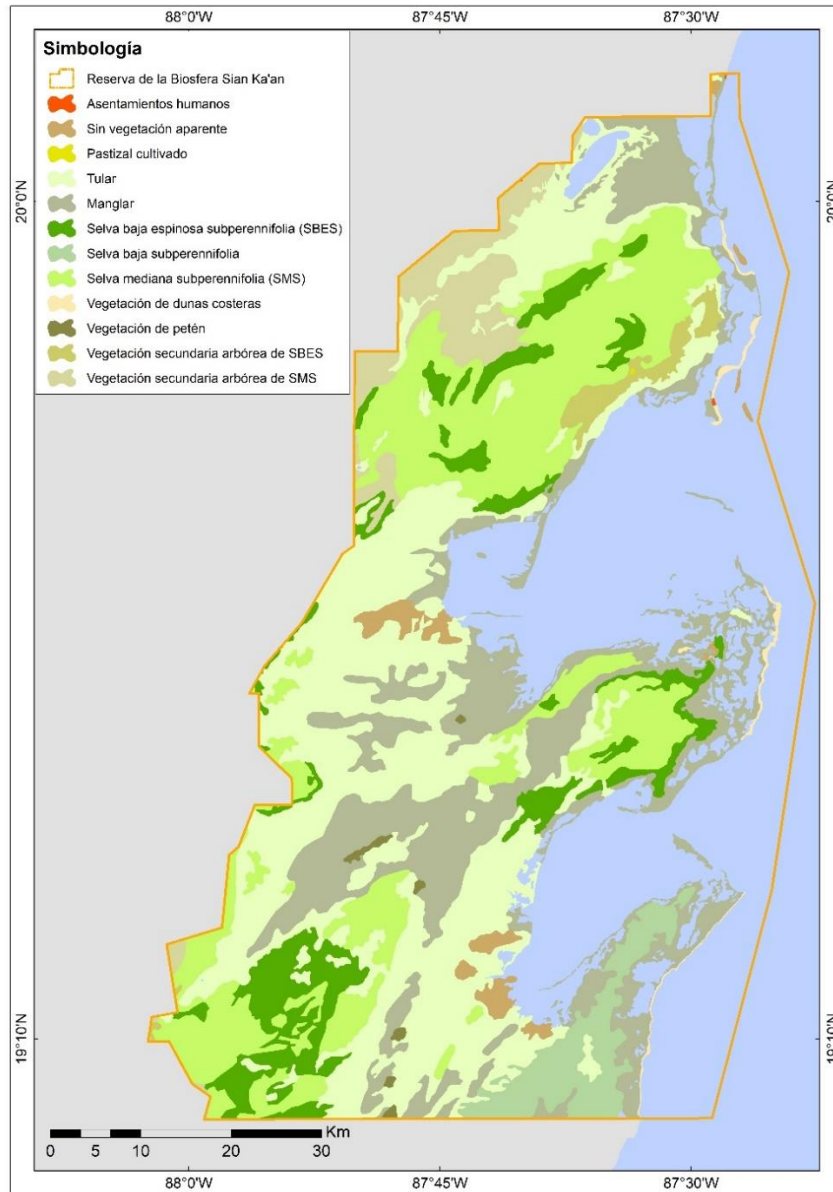 88°0'W 87°45'W 87°30'W
Simbología
Reserva de la Biosfera Sian Ka'an
Asentamientos humanos
Sin vegetación aparente
Pastizal cultivado
Tular
Manglar
Selva baja espinosa subperennifolia (SBES)
Selva baja subperennifolia
Selva mediana subperennifolia (SMS)
Vegetación de dunas costeras
Vegetación de petén
Vegetación secundaria arbórea de SBES
Vegetación secundaria arbórea de SMS
20°0'N 20°0'N
19°10'N 19°10'N
Km
0 5 10 20 30
88°0'W 87°45'W 87°30'W